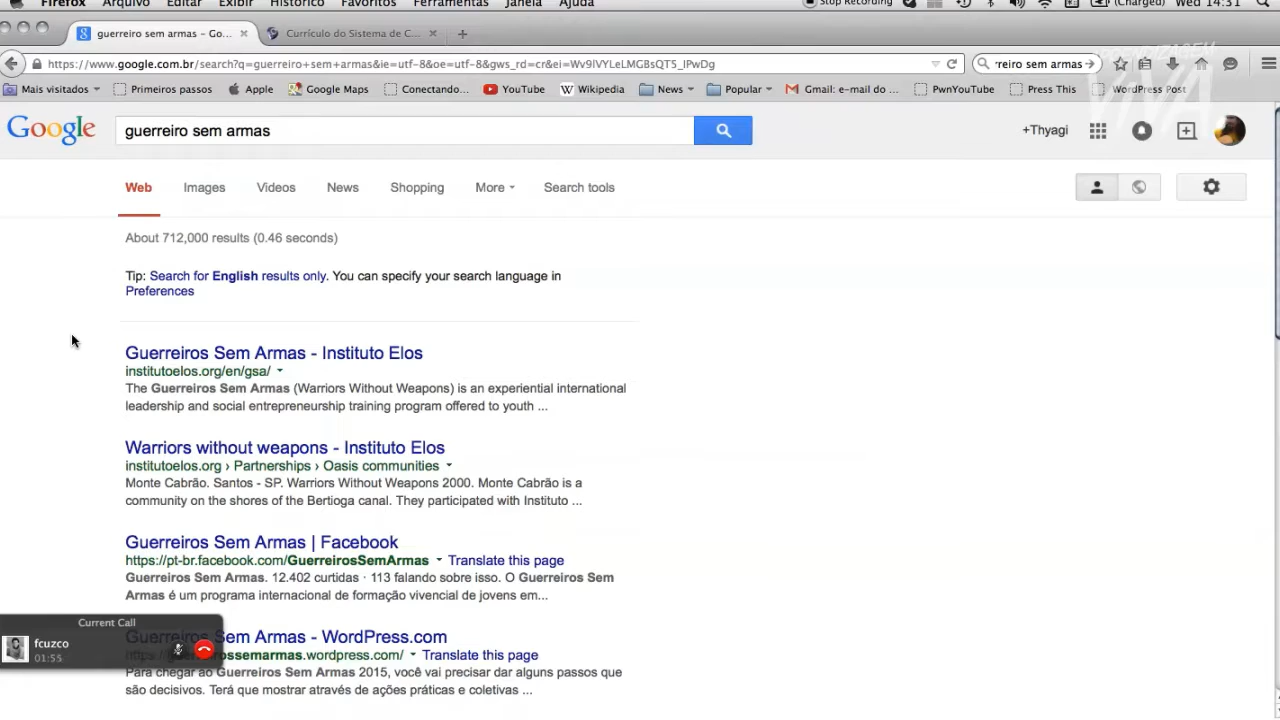 Firefox Arquivo Editar Exibir Histórico Favoritos Ferramentas Janela Ajuda Stop Recording (Charged) Wed 14:31
guerreiro sem armas - Go... Currículo do Sistema de C...
https://www.google.com.br/search?q=guerreiro+sem+armas&ie=utf-8&oe=utf-8&gws_rd=cr&ei=Wv9lVYLeLMGBsQTS_IPwDg reiro sem armas
Mais visitados Primeiros passos Apple Google Maps Conectando... YouTube Wikipedia News Popular Gmail: e-mail do ... PwnYouTube Press This WordPress Post
VIVA
Google guerreiro sem armas +Thyagi
Web Images Videos News Shopping More Search tools
About 712,000 results (0.46 seconds)
Tip: Search for English results only. You can specify your search language in
Preferences
Guerreiros Sem Armas - Instituto Elos
institutoelos.org/en/gsa/
The Guerreiros Sem Armas (Warriors Without Weapons) is an experiential international
leadership and social entrepreneurship training program offered to youth ...
Warriors without weapons - Instituto Elos
institutoelos.org › Partnerships › Oasis communities
Monte Cabrão. Santos - SP. Warriors Without Weapons 2000. Monte Cabrão is a
community on the shores of the Bertioga canal. They participated with Instituto ...
Guerreiros Sem Armas | Facebook
https://pt-br.facebook.com/GuerreirosSemArmas Translate this page
Guerreiros Sem Armas. 12.402 curtidas · 113 falando sobre isso. O Guerreiros Sem
Armas é um programa internacional de formação vivencial de jovens em...
Guerreiros Sem Armas - WordPress.com
https://guerreirossemarmas.wordpress.com/ Translate this page
Para chegar ao Guerreiros Sem Armas 2015, você vai precisar dar alguns passos que
são decisivos. Terá que mostrar através de ações práticas e coletivas ...
Current Call
fcuzco
01:55